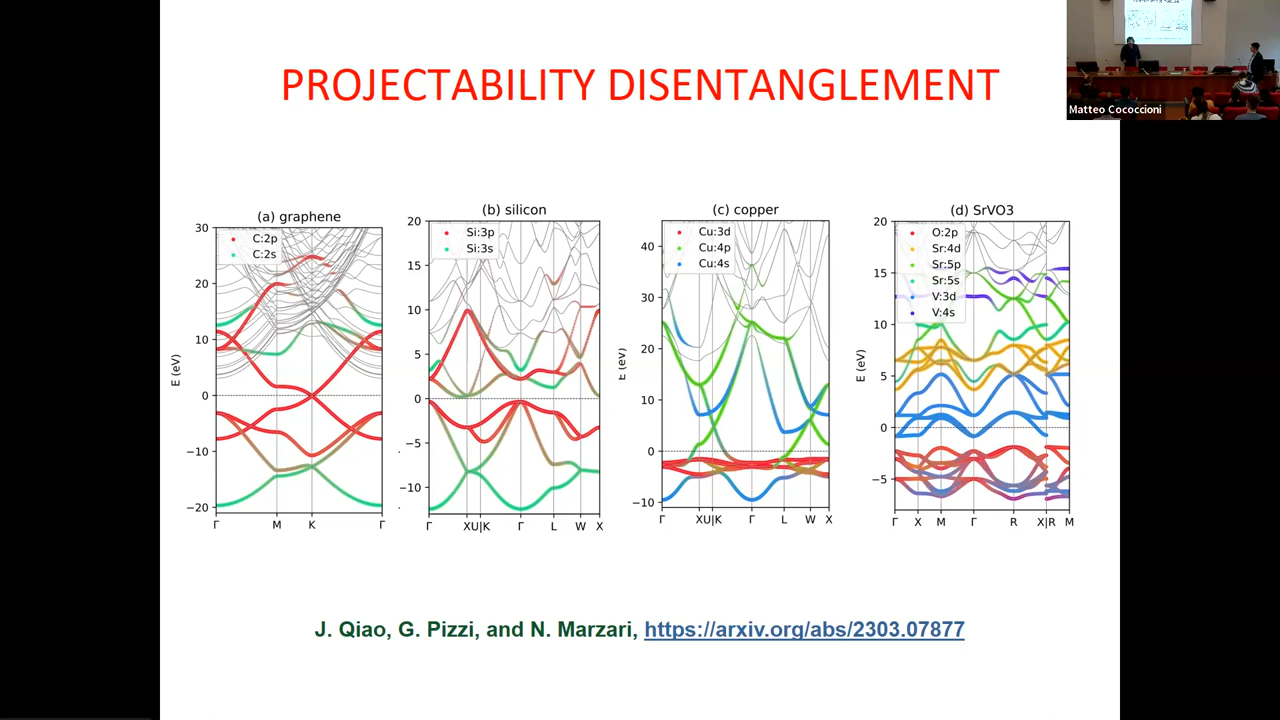 PROJECTABILITY DISENTANGLEMENT
Matteo Cococcioni
(a) graphene
C:2p
C:2s
E (eV)
30
20
10
0
−10
−20
Γ M K Γ
(b) silicon
Si:3p
Si:3s
20
15
10
5
0
−5
−10
Γ XU|K Γ L W X
(c) copper
Cu:3d
Cu:4p
Cu:4s
E (eV)
40
30
20
10
0
−10
Γ XU|K Γ L W X
(d) SrVO3
O:2p
Sr:4d
Sr:5p
Sr:5s
V:3d
V:4s
E (eV)
20
15
10
5
0
−5
Γ X M Γ R X|R M
J. Qiao, G. Pizzi, and N. Marzari, https://arxiv.org/abs/2303.07877